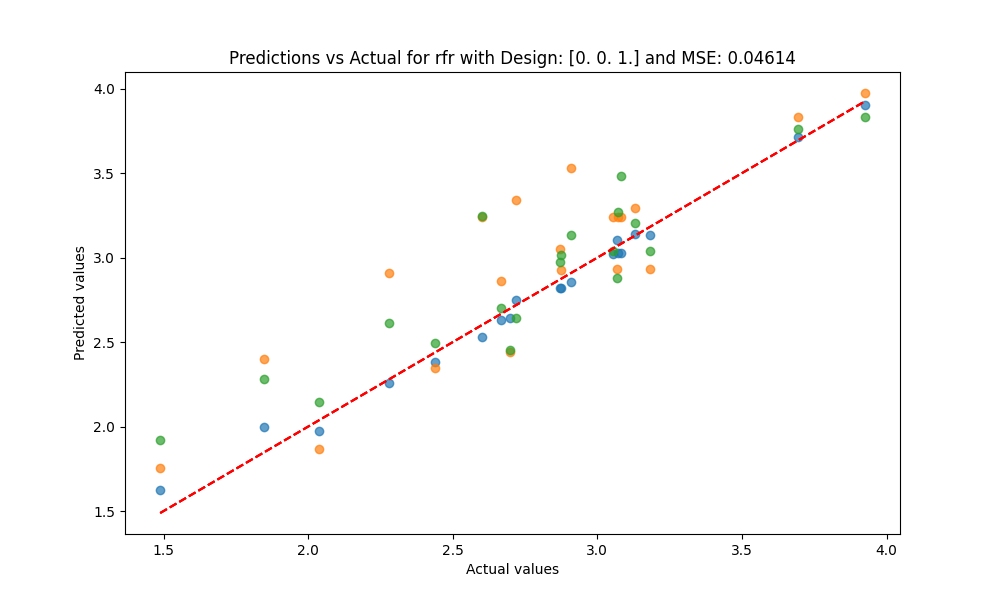 Predictions vs Actual for rfr with Design: [0. 0. 1.] and MSE: 0.04614
Predicted values
4.0
3.5
3.0
2.5
2.0
1.5
1.5 2.0 2.5 3.0 3.5 4.0
Actual values